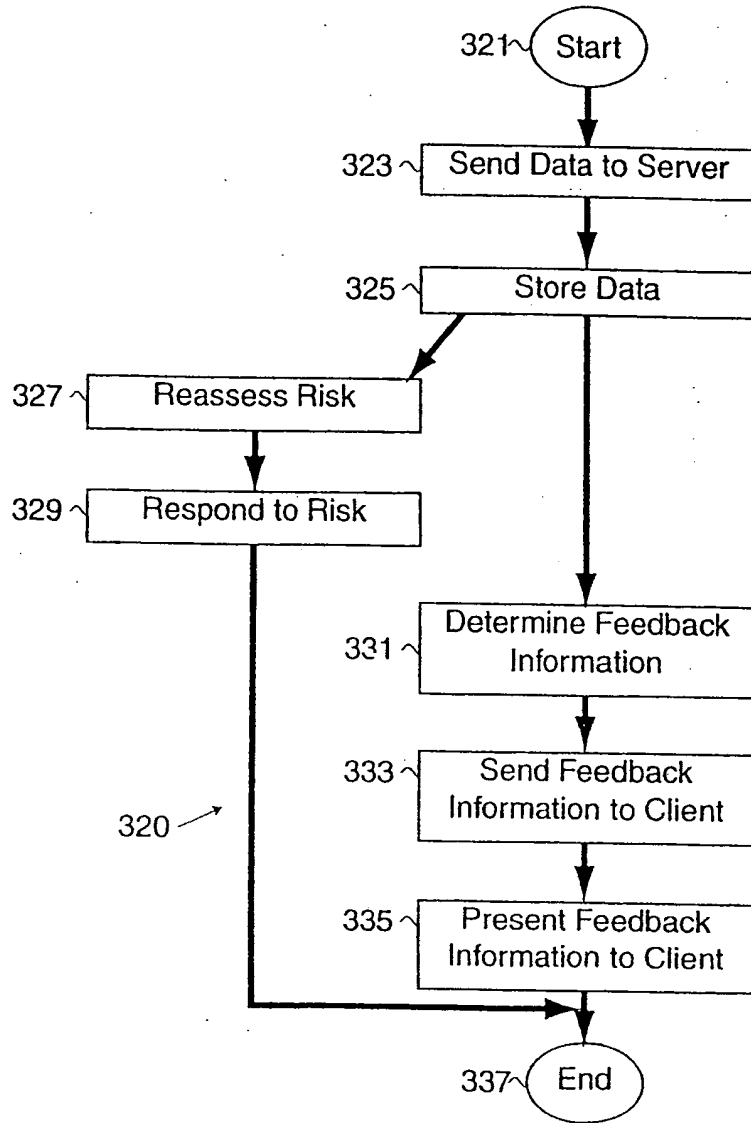 321 Start
323 Send Data to Server
325 Store Data
327 Reassess Risk
329 Respond to Risk
331 Determine Feedback
Information
333 Send Feedback
Information to Client
320
335 Present Feedback
Information to Client
337 End